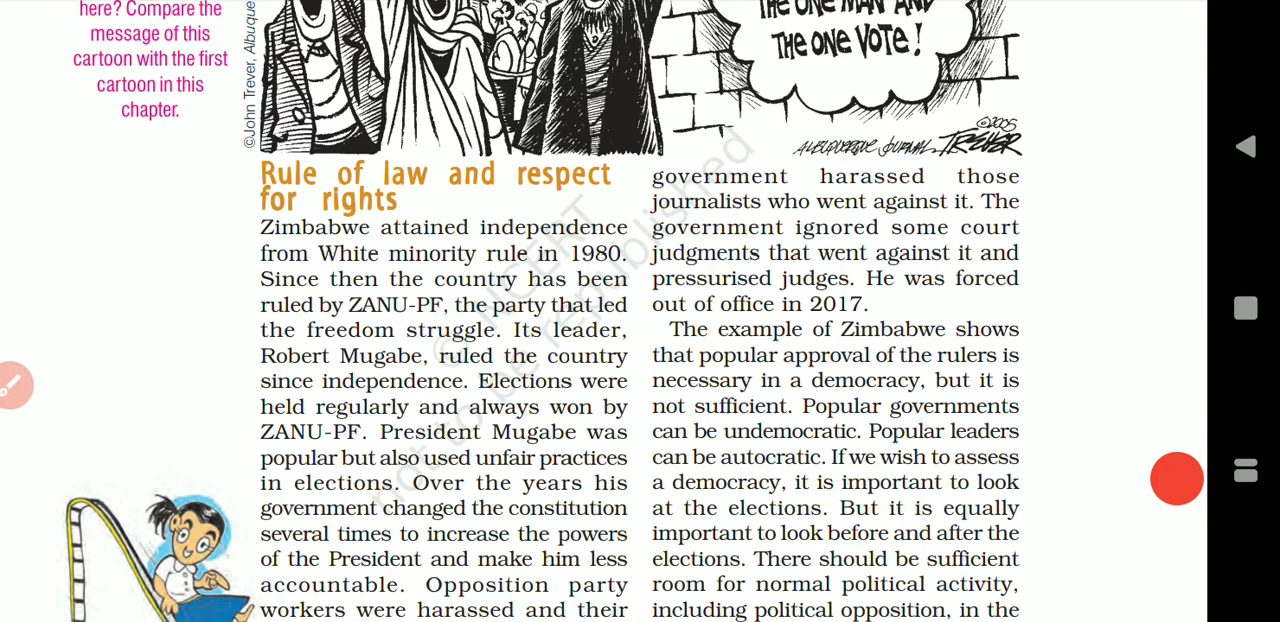 here? Compare the
message of this
cartoon with the first
cartoon in this
chapter.
©John Trever, Albuque
THE ONE MAN AND
THE ONE VOTE!
©2005
ALBUQUERQUE JOURNAL TREVER
Rule of law and respect
for rights
Zimbabwe attained independence
from White minority rule in 1980.
Since then the country has been
ruled by ZANU-PF, the party that led
the freedom struggle. Its leader,
Robert Mugabe, ruled the country
since independence. Elections were
held regularly and always won by
ZANU-PF. President Mugabe was
popular but also used unfair practices
in elections. Over the years his
government changed the constitution
several times to increase the powers
of the President and make him less
accountable. Opposition party
workers were harassed and their
government harassed those
journalists who went against it. The
government ignored some court
judgments that went against it and
pressurised judges. He was forced
out of office in 2017.
The example of Zimbabwe shows
that popular approval of the rulers is
necessary in a democracy, but it is
not sufficient. Popular governments
can be undemocratic. Popular leaders
can be autocratic. If we wish to assess
a democracy, it is important to look
at the elections. But it is equally
important to look before and after the
elections. There should be sufficient
room for normal political activity,
including political opposition, in the
© NCERT
not to be republished